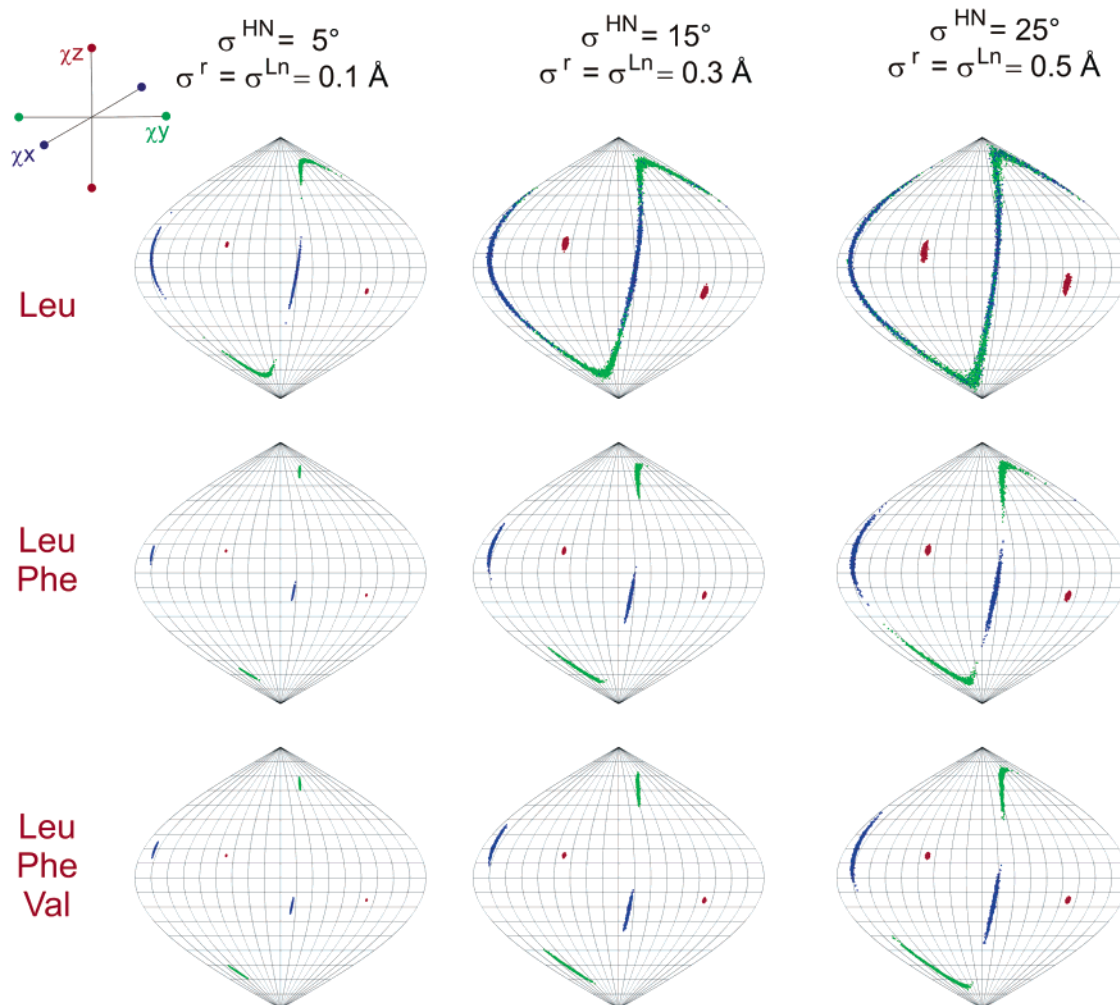 σ^HN = 5°
σ^r = σ^Ln = 0.1 Å
σ^HN = 15°
σ^r = σ^Ln = 0.3 Å
σ^HN = 25°
σ^r = σ^Ln = 0.5 Å
χz
χy
χx
Leu
Leu
Phe
Leu
Phe
Val